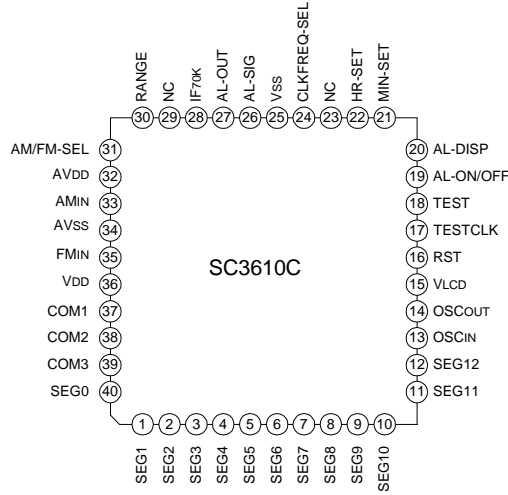 RANGE
NC
IF70K
AL-OUT
AL-SIG
VSS
CLKFREQ-SEL
NC
HR-SET
MIN-SET
30 29 28 27 26 25 24 23 22 21
AM/FM-SEL 31
AVDD 32
AMIN 33
AVSS 34
FMIN 35
VDD 36
COM1 37
COM2 38
COM3 39
SEG0 40
SC3610C
20 AL-DISP
19 AL-ON/OFF
18 TEST
17 TESTCLK
16 RST
15 VLCD
14 OSCOUT
13 OSCIN
12 SEG12
11 SEG11
1 2 3 4 5 6 7 8 9 10
SEG1
SEG2
SEG3
SEG4
SEG5
SEG6
SEG7
SEG8
SEG9
SEG10